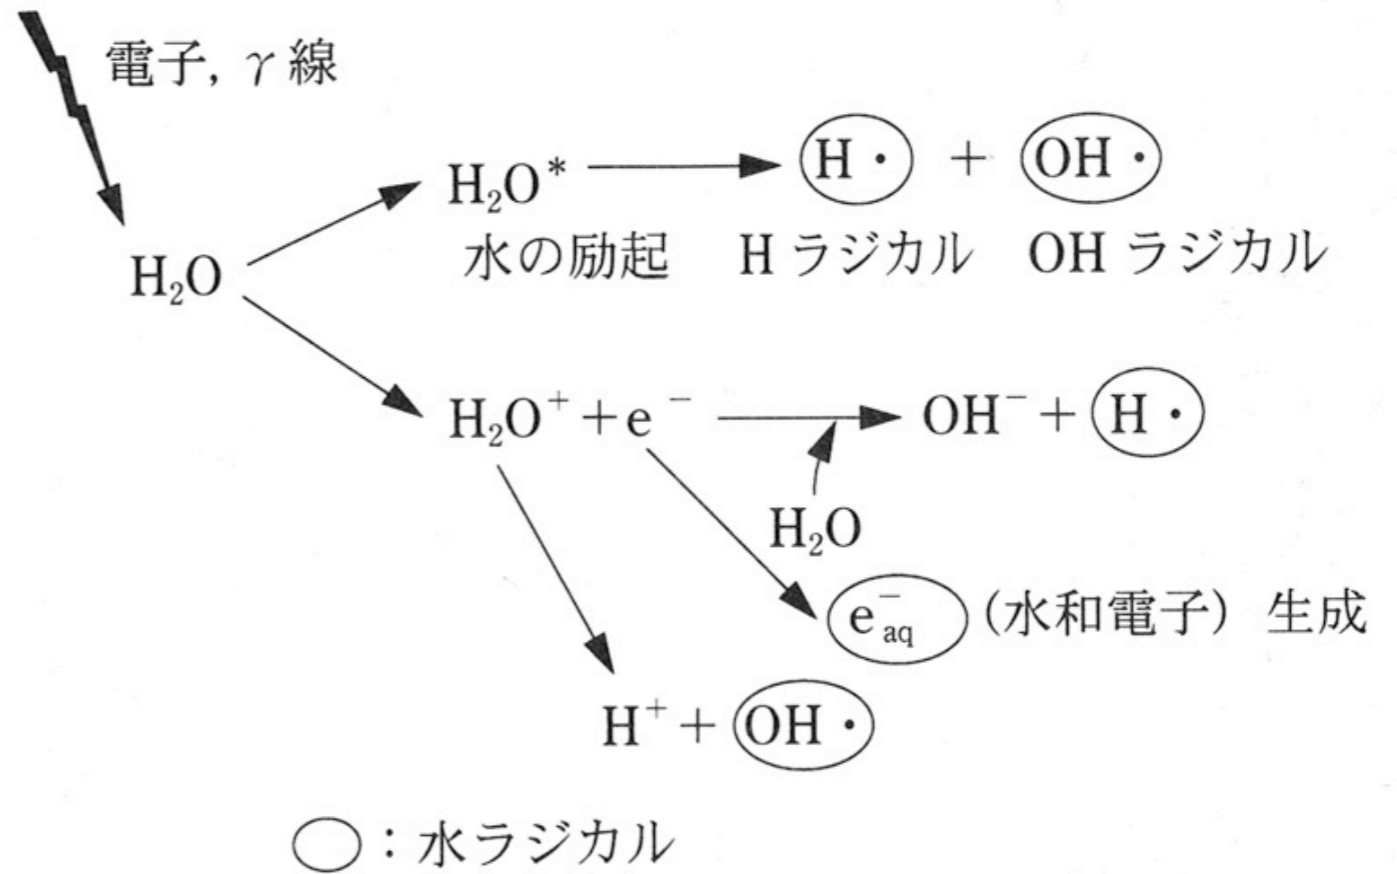 電子, γ線
H₂O* → H・ + OH・
水の励起 Hラジカル OHラジカル
H₂O
H₂O⁺ + e⁻ → OH⁻ + H・
H₂O
e⁻aq (水和電子) 生成
H⁺ + OH・
○：水ラジカル